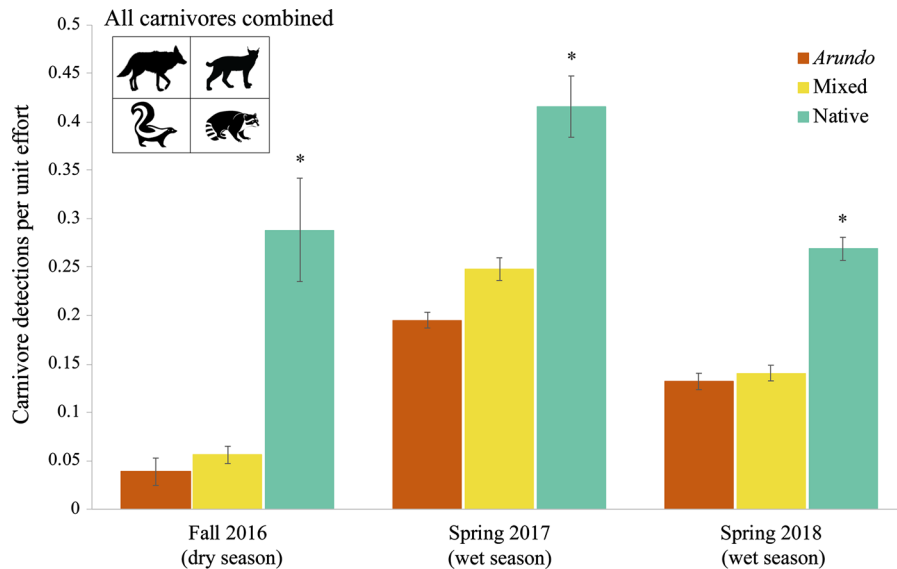 All carnivores combined
Arundo
Mixed
Native
Carnivore detections per unit effort
0.5
0.45
0.4
0.35
0.3
0.25
0.2
0.15
0.1
0.05
0
*
*
*
Fall 2016
(dry season)
Spring 2017
(wet season)
Spring 2018
(wet season)